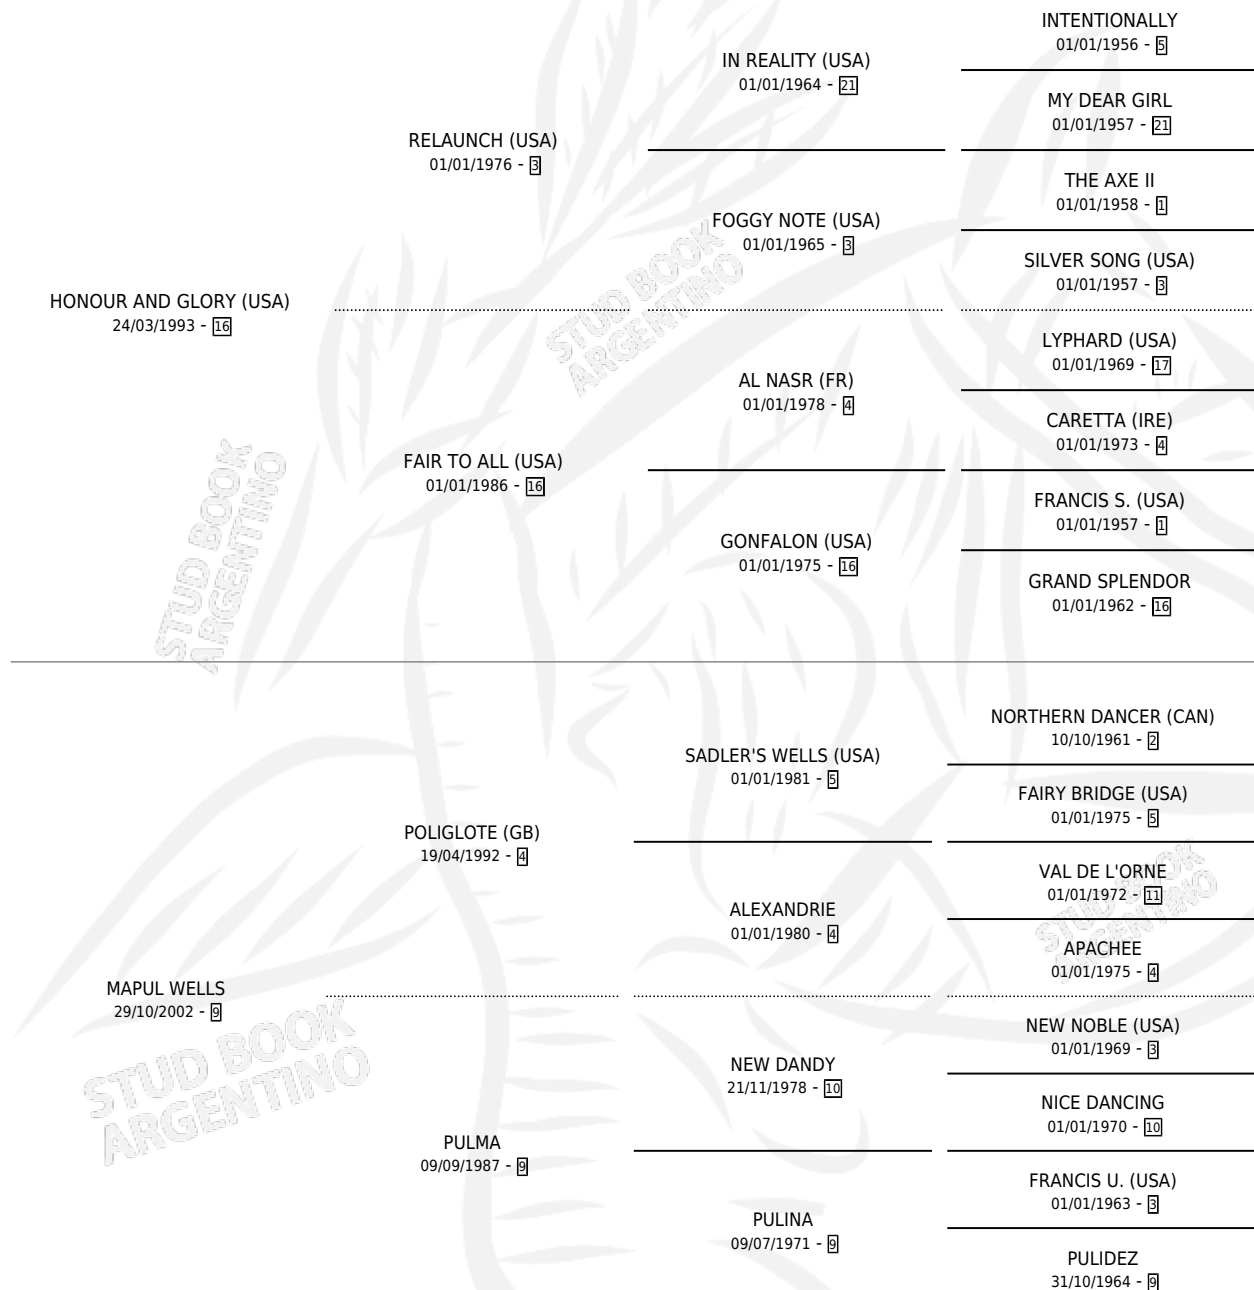 INTENTIONALLY
01/01/1956 - 5
IN REALITY (USA)
01/01/1964 - 21
MY DEAR GIRL
01/01/1957 - 21
RELAUNCH (USA)
01/01/1976 - 3
THE AXE II
01/01/1958 - 1
FOGGY NOTE (USA)
01/01/1965 - 3
SILVER SONG (USA)
01/01/1957 - 3
HONOUR AND GLORY (USA)
24/03/1993 - 16
LYPHARD (USA)
01/01/1969 - 17
AL NASR (FR)
01/01/1978 - 4
CARETTA (IRE)
01/01/1973 - 4
FAIR TO ALL (USA)
01/01/1986 - 16
FRANCIS S. (USA)
01/01/1957 - 1
GONFALON (USA)
01/01/1975 - 16
GRAND SPLENDOR
01/01/1962 - 16
NORTHERN DANCER (CAN)
10/10/1961 - 2
SADLER'S WELLS (USA)
01/01/1981 - 5
FAIRY BRIDGE (USA)
01/01/1975 - 5
POLIGLOTE (GB)
19/04/1992 - 4
VAL DE L'ORNE
01/01/1972 - 11
ALEXANDRIE
01/01/1980 - 4
APACHEE
01/01/1975 - 4
MAPUL WELLS
29/10/2002 - 9
NEW NOBLE (USA)
01/01/1969 - 3
NEW DANDY
21/11/1978 - 10
NICE DANCING
01/01/1970 - 10
PULMA
09/09/1987 - 9
FRANCIS U. (USA)
01/01/1963 - 3
PULINA
09/07/1971 - 9
PULIDEZ
31/10/1964 - 9
STUD BOOK
ARGENTINO
STUD BOOK
ARGENTINO
STUD BOOK
ARGENTINO
STUD BOOK
ARGENTINO